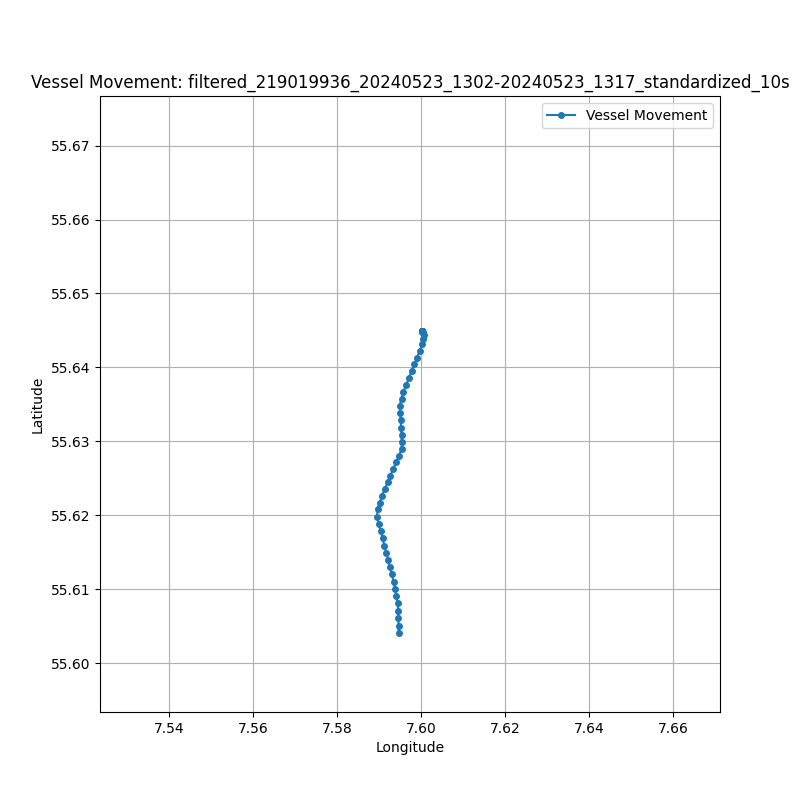 Vessel Movement: filtered_219019936_20240523_1302-20240523_1317_standardized_10s
Vessel Movement
55.67
55.66
55.65
55.64
Latitude
55.63
55.62
55.61
55.60
7.54 7.56 7.58 7.60 7.62 7.64 7.66
Longitude